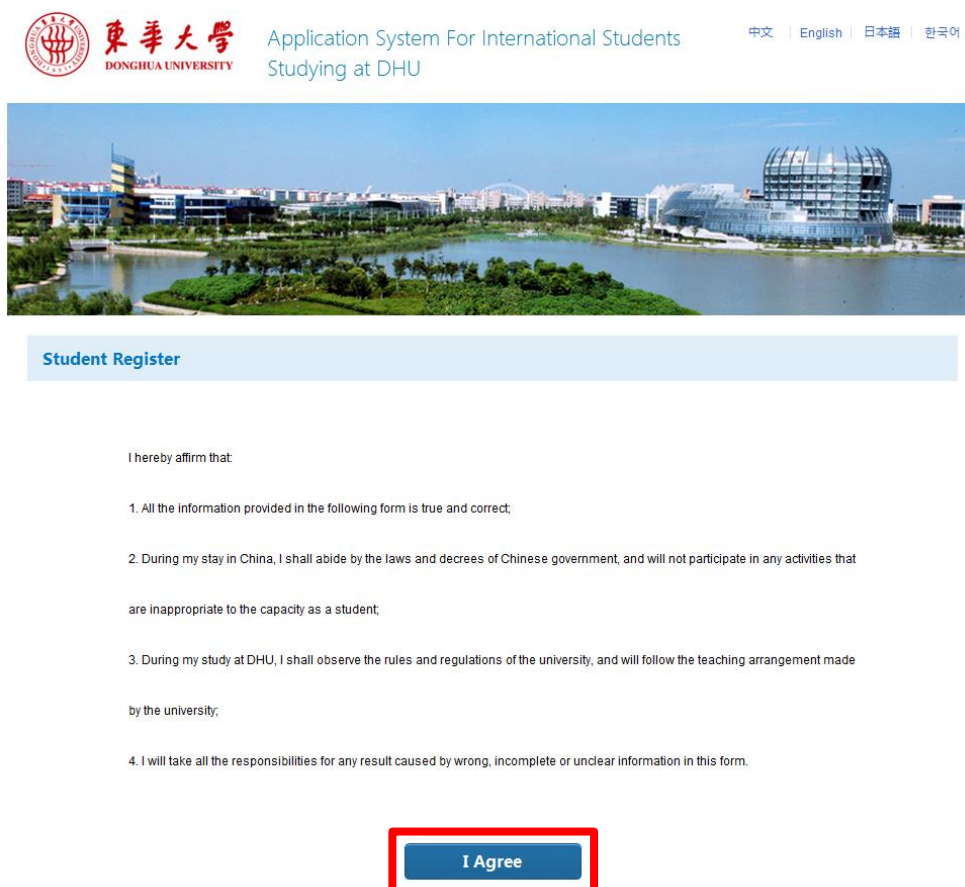 東華大學
DONGHUA UNIVERSITY
Application System For International Students
Studying at DHU
中文 | English | 日本語 | 한국어
Student Register
I hereby affirm that:
1. All the information provided in the following form is true and correct;
2. During my stay in China, I shall abide by the laws and decrees of Chinese government, and will not participate in any activities that
are inappropriate to the capacity as a student;
3. During my study at DHU, I shall observe the rules and regulations of the university, and will follow the teaching arrangement made
by the university;
4. I will take all the responsibilities for any result caused by wrong, incomplete or unclear information in this form.
I Agree